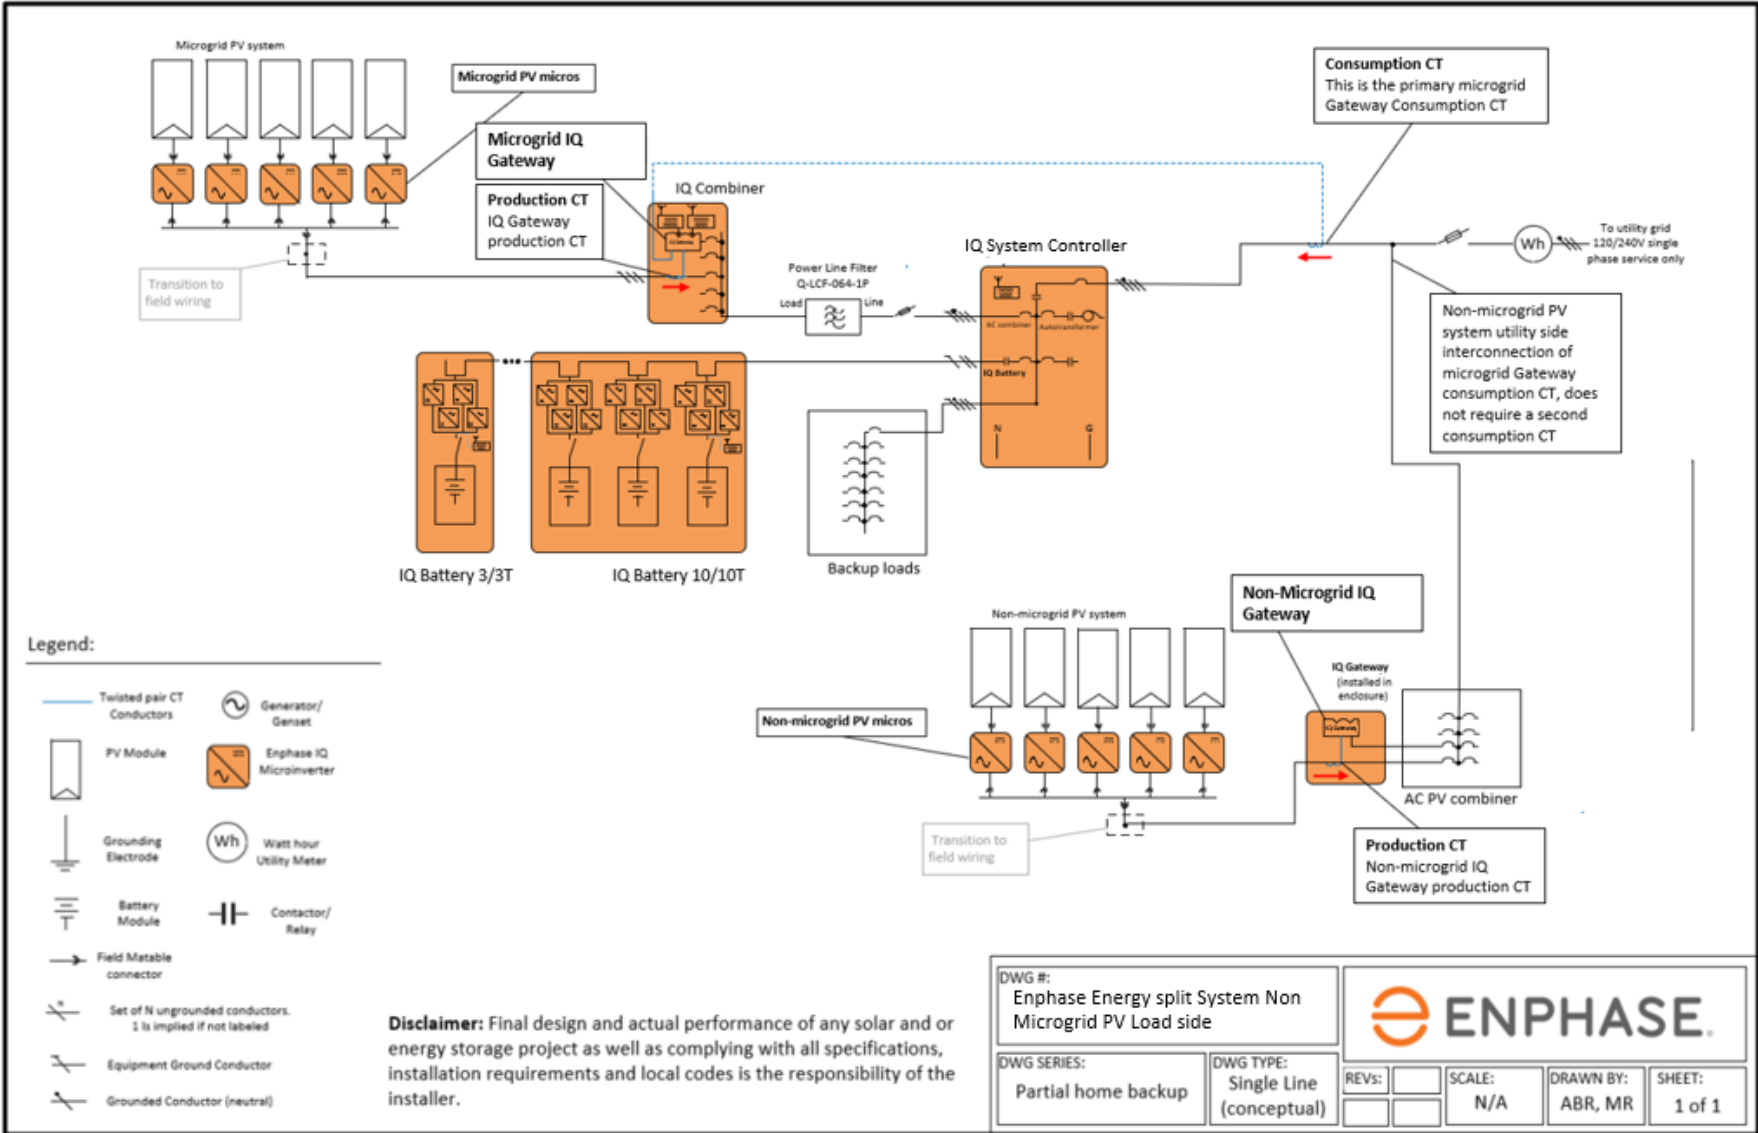 Microgrid PV system
Microgrid PV micros
Microgrid IQ
Gateway
Production CT
IQ Gateway
production CT
Transition to
field wiring
IQ Combiner
IQ Gateway
Power Line Filter
Q-LCF-064-1P
Load
Line
IQ System Controller
AC combiner
Autotransformer
IQ Battery
N
G
Consumption CT
This is the primary microgrid
Gateway Consumption CT
Wh
To utility grid
120/240V single
phase service only
Non-microgrid PV
system utility side
interconnection of
microgrid Gateway
consumption CT, does
not require a second
consumption CT
IQ Battery 3/3T
IQ Battery 10/10T
Backup loads
Non-microgrid PV system
Non-microgrid PV micros
Transition to
field wiring
Non-Microgrid IQ
Gateway
IQ Gateway
(installed in
enclosure)
IQ Gateway
AC PV combiner
Production CT
Non-microgrid IQ
Gateway production CT
Legend:
Twisted pair CT
Conductors
Generator/
Genset
PV Module
Enphase IQ
Microinverter
Grounding
Electrode
Wh
Watt hour
Utility Meter
Battery
Module
Contactor/
Relay
Field Matable
connector
N
Set of N ungrounded conductors.
1 Is implied if not labeled
Equipment Ground Conductor
Grounded Conductor (neutral)
Disclaimer: Final design and actual performance of any solar and or
energy storage project as well as complying with all specifications,
installation requirements and local codes is the responsibility of the
installer.
DWG #:
Enphase Energy split System Non
Microgrid PV Load side
DWG SERIES:
Partial home backup
DWG TYPE:
Single Line
(conceptual)
ENPHASE.
REVs:
SCALE:
N/A
DRAWN BY:
ABR, MR
SHEET:
1 of 1